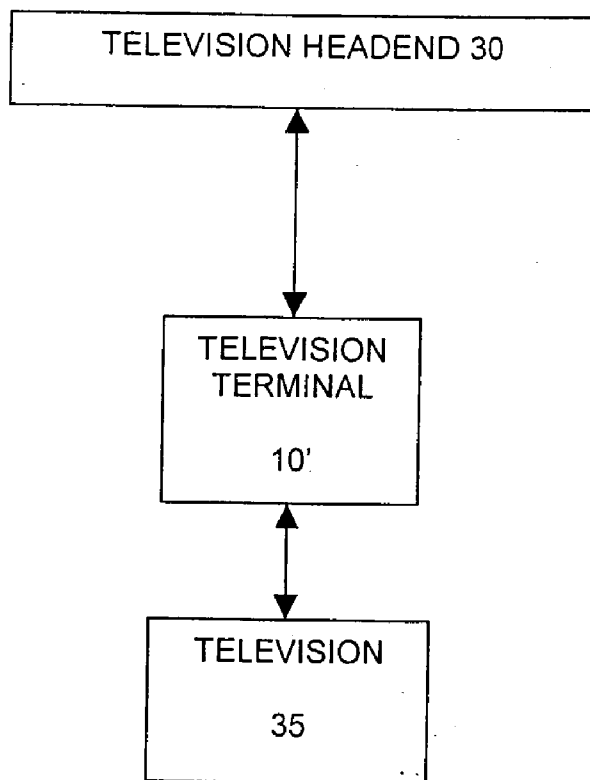 TELEVISION HEADEND 30
TELEVISION
TERMINAL
10'
TELEVISION
35